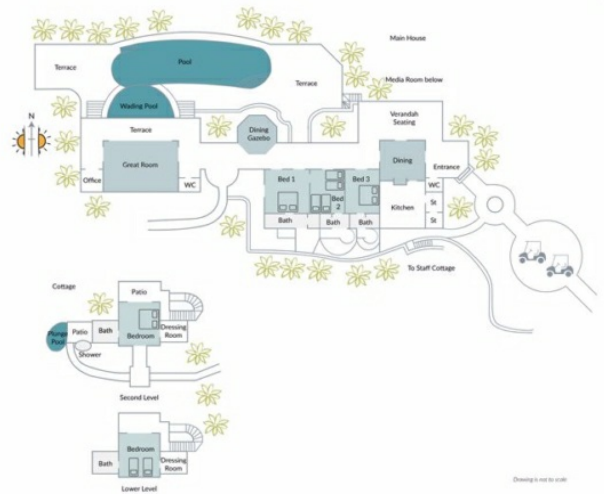 Main House
Pool
Terrace
Terrace
Media Room below
Wading Pool
Verandah
Seating
N
Terrace
Dining
Gazebo
Great Room
Dining
Entrance
Office
WC
Bed 1
Bed
2
Bed 3
WC
Kitchen
St
St
Bath
Bath
Bath
To Staff Cottage
Cottage
Patio
Plunge
Pool
Patio
Bath
Bedroom
Dressing
Room
Shower
Second Level
Bedroom
Bath
Dressing
Room
Lower Level
Drawing is not to scale